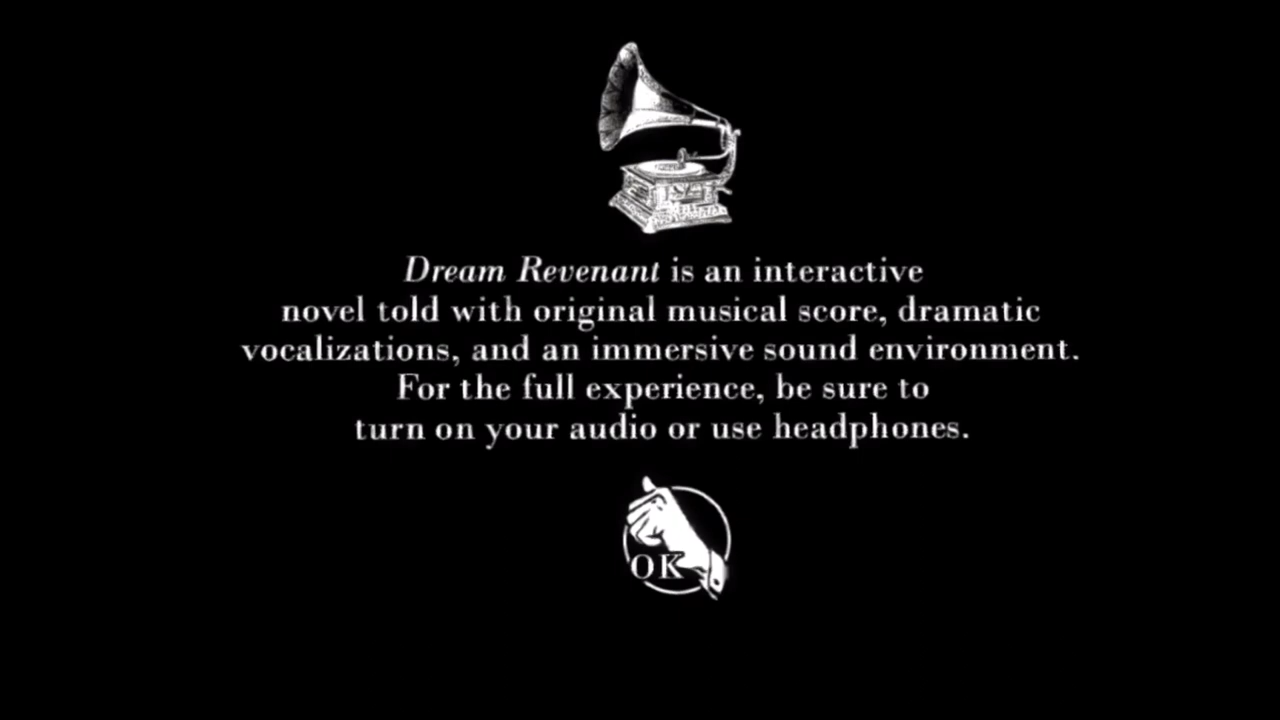 Dream Revenant is an interactive
novel told with original musical score, dramatic
vocalizations, and an immersive sound environment.
For the full experience, be sure to
turn on your audio or use headphones.
OK